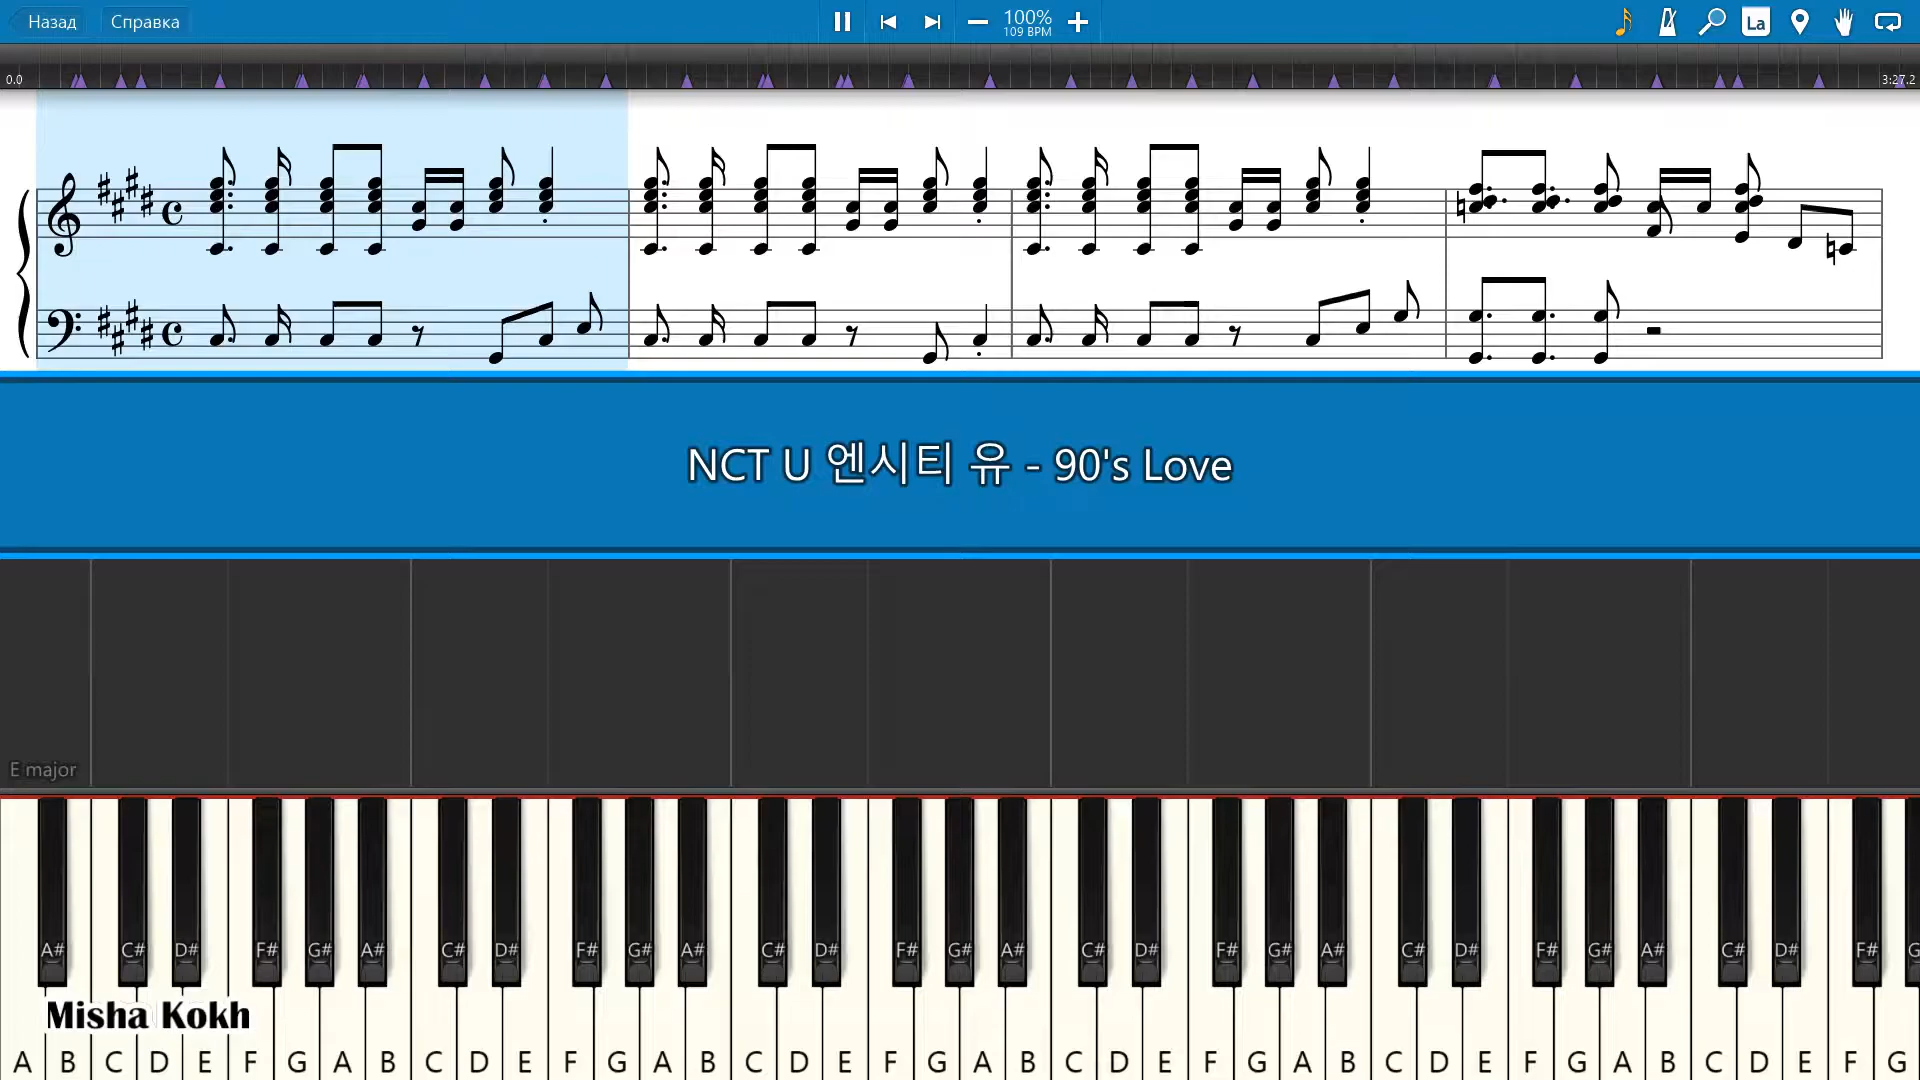 Назад Справка 100% La
109 BPM
0.0 3:27.2
NCT U 엔시티 유 - 90's Love
E major
A# C# D# F# G# A# C# D# F# G# A# C# D# F# G# A# C# D# F# G# A# C# D# F# G# A# C# D# F# G
Misha Kokh
A B C D E F G A B C D E F G A B C D E F G A B C D E F G A B C D E F G A B C D E F G